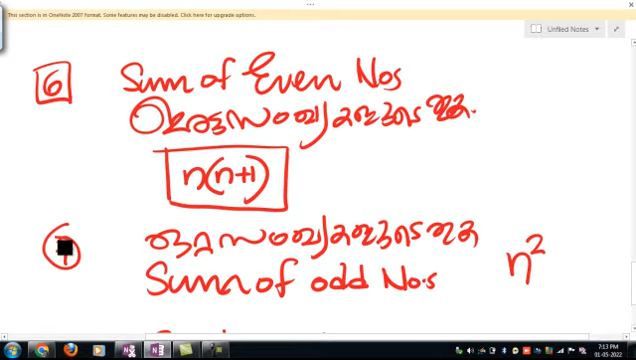 This section is in OneNote 2007 format. Some features may be disabled. Click here for upgrade options.
Unfiled Notes
6 Sum of Even Nos
ഇരട്ടസംഖ്യകളുടെ തുക.
n(n+1)
ഒറ്റസംഖ്യകളുടെ തുക
Sum of odd No.s n²
7:13 PM
01-05-2022